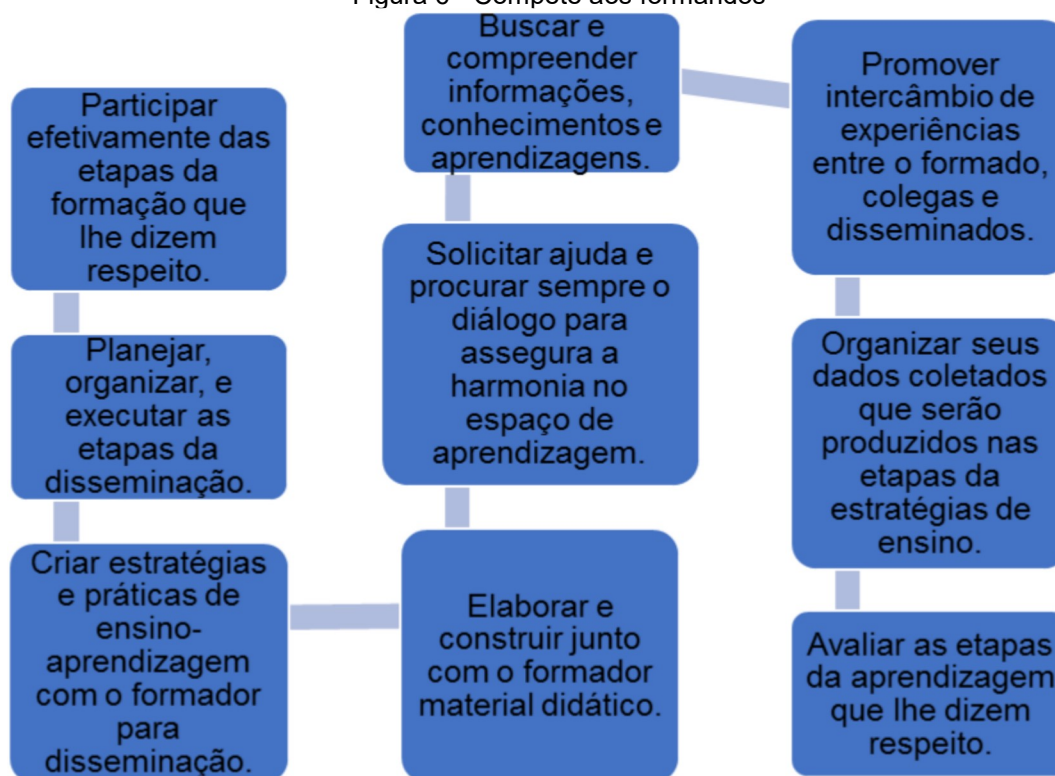 Figura - Compete aos formandos
Participar
efetivamente das
etapas da
formação que
lhe dizem
respeito.
Planejar,
organizar, e
executar as
etapas da
disseminação.
Criar estratégias
e práticas de
ensino-
aprendizagem
com o formador
para
disseminação.
Elaborar e
construir junto
com o formador
material didático.
Solicitar ajuda e
procurar sempre o
diálogo para
assegura a
harmonia no
espaço de
aprendizagem.
Buscar e
compreender
informações,
conhecimentos e
aprendizagens.
Promover
intercâmbio de
experiências
entre o formado,
colegas e
disseminados.
Organizar seus
dados coletados
que serão
produzidos nas
etapas da
estratégias de
ensino.
Avaliar as etapas
da aprendizagem
que lhe dizem
respeito.